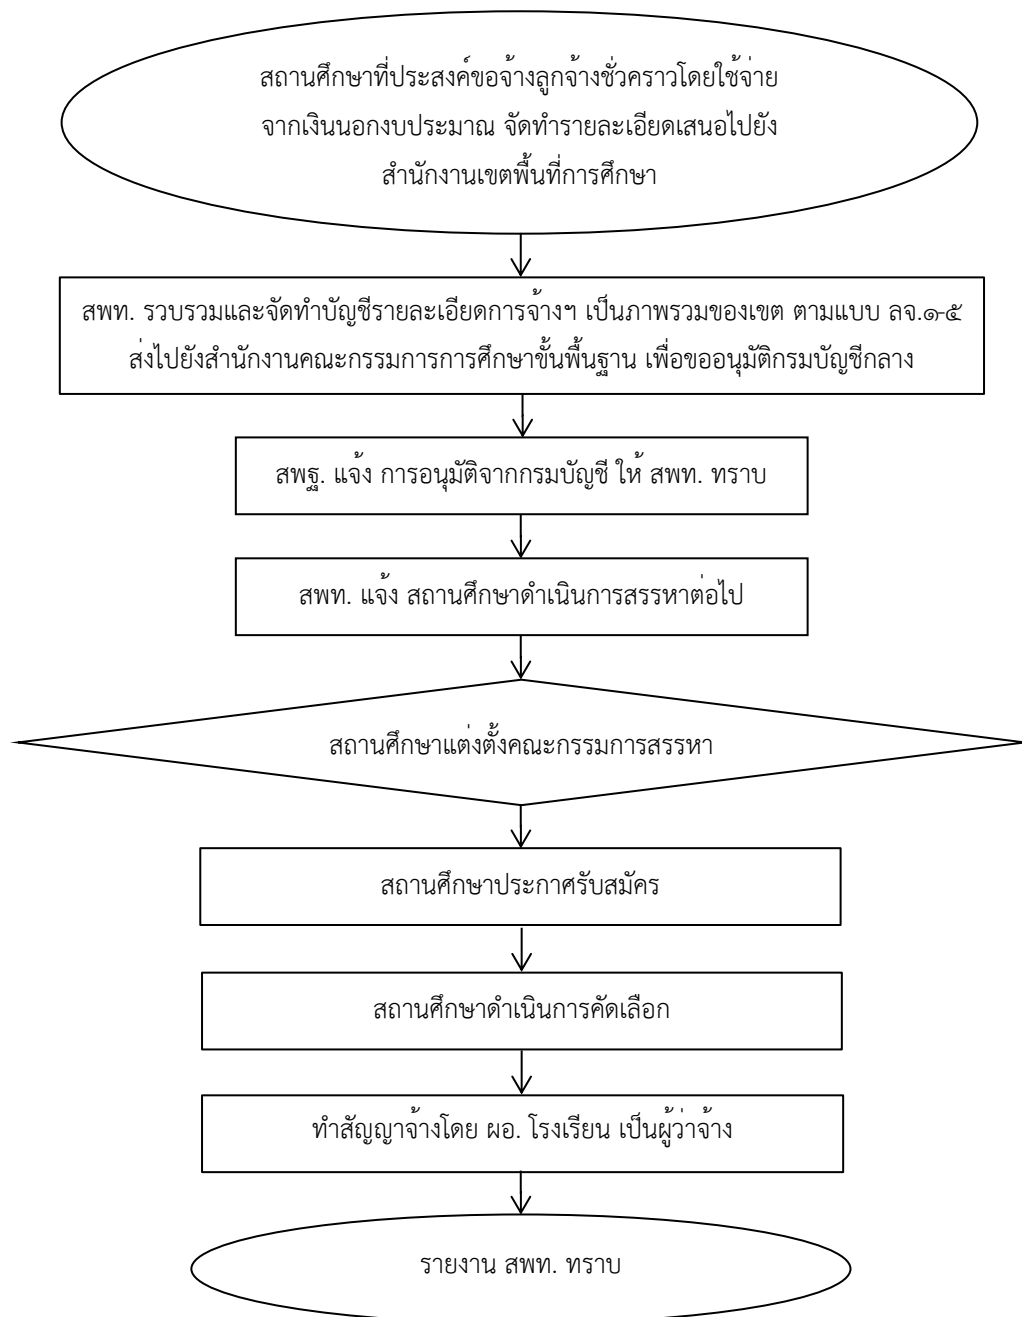 สถานศึกษาที่ประสงค์ขอจ้างลูกจ้างชั่วคราวโดยใช้จ่าย
จากเงินนอกงบประมาณ จัดทำรายละเอียดเสนอไปยัง
สำนักงานเขตพื้นที่การศึกษา
สพท. รวบรวมและจัดทำบัญชีรายละเอียดการจ้างฯ เป็นภาพรวมของเขต ตามแบบ ลจ.๑-๕
ส่งไปยังสำนักงานคณะกรรมการการศึกษาขั้นพื้นฐาน เพื่อขออนุมัติกรมบัญชีกลาง
สพฐ. แจ้ง การอนุมัติจากกรมบัญชี ให้ สพท. ทราบ
สพท. แจ้ง สถานศึกษาดำเนินการสรรหาต่อไป
สถานศึกษาแต่งตั้งคณะกรรมการสรรหา
สถานศึกษาประกาศรับสมัคร
สถานศึกษาดำเนินการคัดเลือก
ทำสัญญาจ้างโดย ผอ. โรงเรียน เป็นผู้ว่าจ้าง
รายงาน สพท. ทราบ